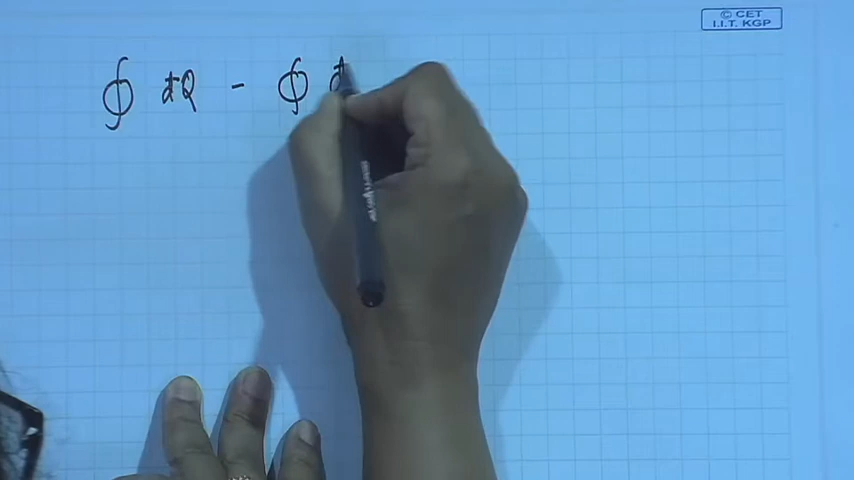 © CET
I.I.T. KGP
∮ đQ - ∮ đ